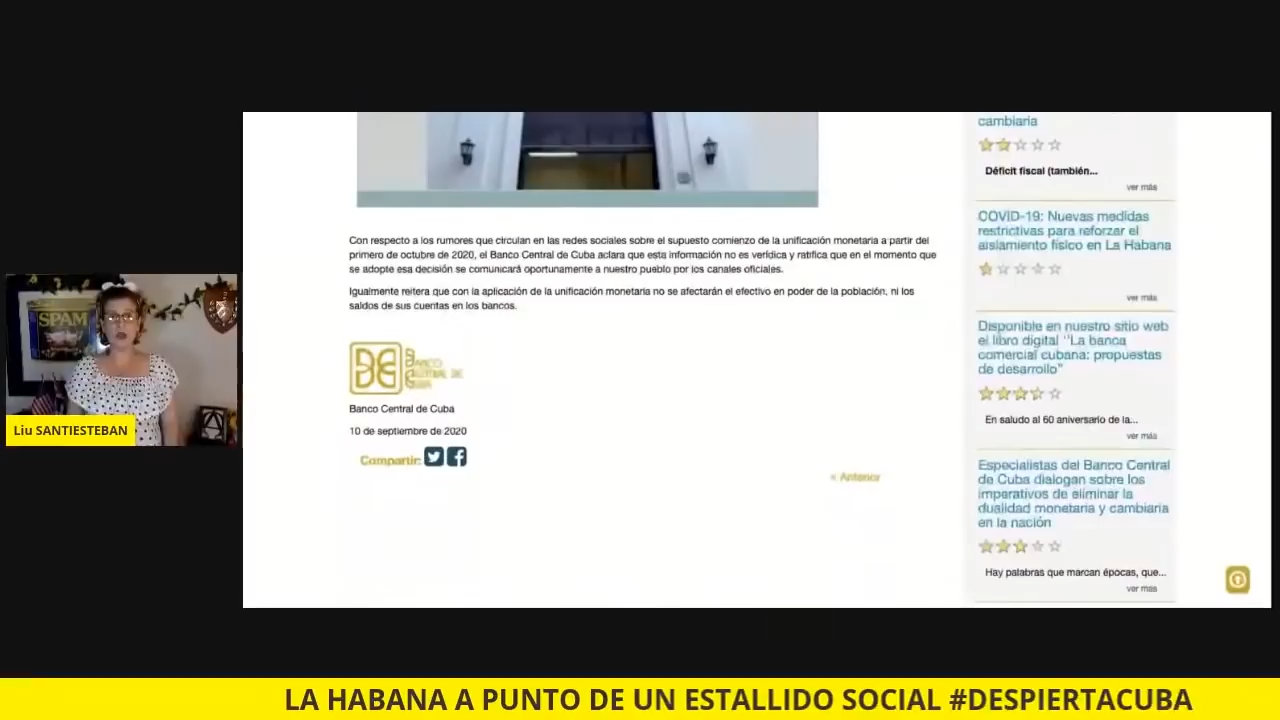 cambiaria
Déficit fiscal (también...
ver más
COVID-19: Nuevas medidas
restrictivas para reforzar el
aislamiento físico en La Habana
ver más
Con respecto a los rumores que circulan en las redes sociales sobre el supuesto comienzo de la unificación monetaria a partir del
primero de octubre de 2020, el Banco Central de Cuba aclara que esta información no es verídica y ratifica que en el momento que
se adopte esa decisión se comunicará oportunamente a nuestro pueblo por los canales oficiales.
Igualmente reitera que con la aplicación de la unificación monetaria no se afectarán el efectivo en poder de la población, ni los
saldos de sus cuentas en los bancos.
BANCO
CENTRAL DE
CUBA
Banco Central de Cuba
10 de septiembre de 2020
Compartir:
« Anterior
Disponible en nuestro sitio web
el libro digital "La banca
comercial cubana: propuestas
de desarrollo"
En saludo al 60 aniversario de la...
ver más
Especialistas del Banco Central
de Cuba dialogan sobre los
imperativos de eliminar la
dualidad monetaria y cambiaria
en la nación
Hay palabras que marcan épocas, que...
ver más
SPAM
Liu SANTIESTEBAN
LA HABANA A PUNTO DE UN ESTALLIDO SOCIAL #DESPIERTACUBA